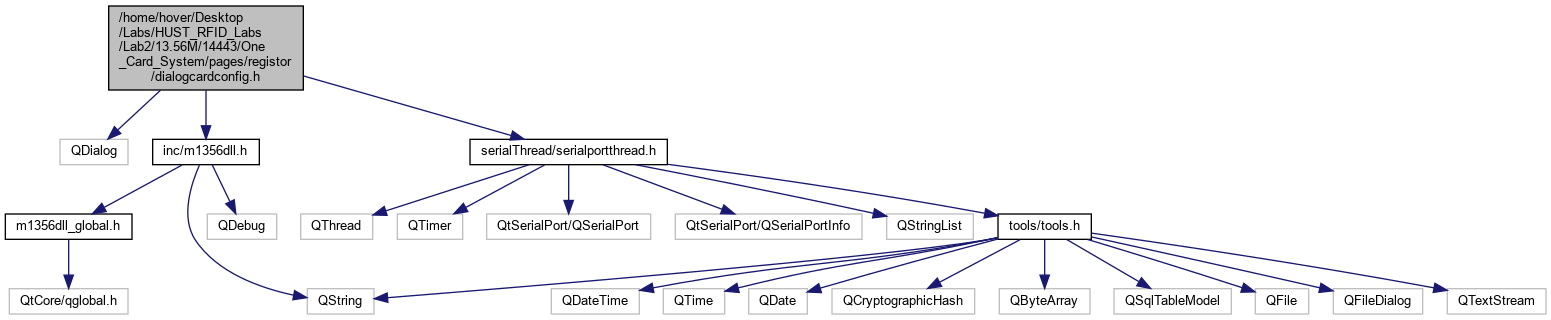 /home/hover/Desktop
/Labs/HUST_RFID_Labs
/Lab2/13.56M/14443/One
_Card_System/pages/registor
/dialogcardconfig.h
QDialog
inc/m1356dll.h
serialThread/serialportthread.h
m1356dll_global.h
QDebug
QThread
QTimer
QtSerialPort/QSerialPort
QtSerialPort/QSerialPortInfo
QStringList
tools/tools.h
QtCore/qglobal.h
QString
QDateTime
QTime
QDate
QCryptographicHash
QByteArray
QSqlTableModel
QFile
QFileDialog
QTextStream